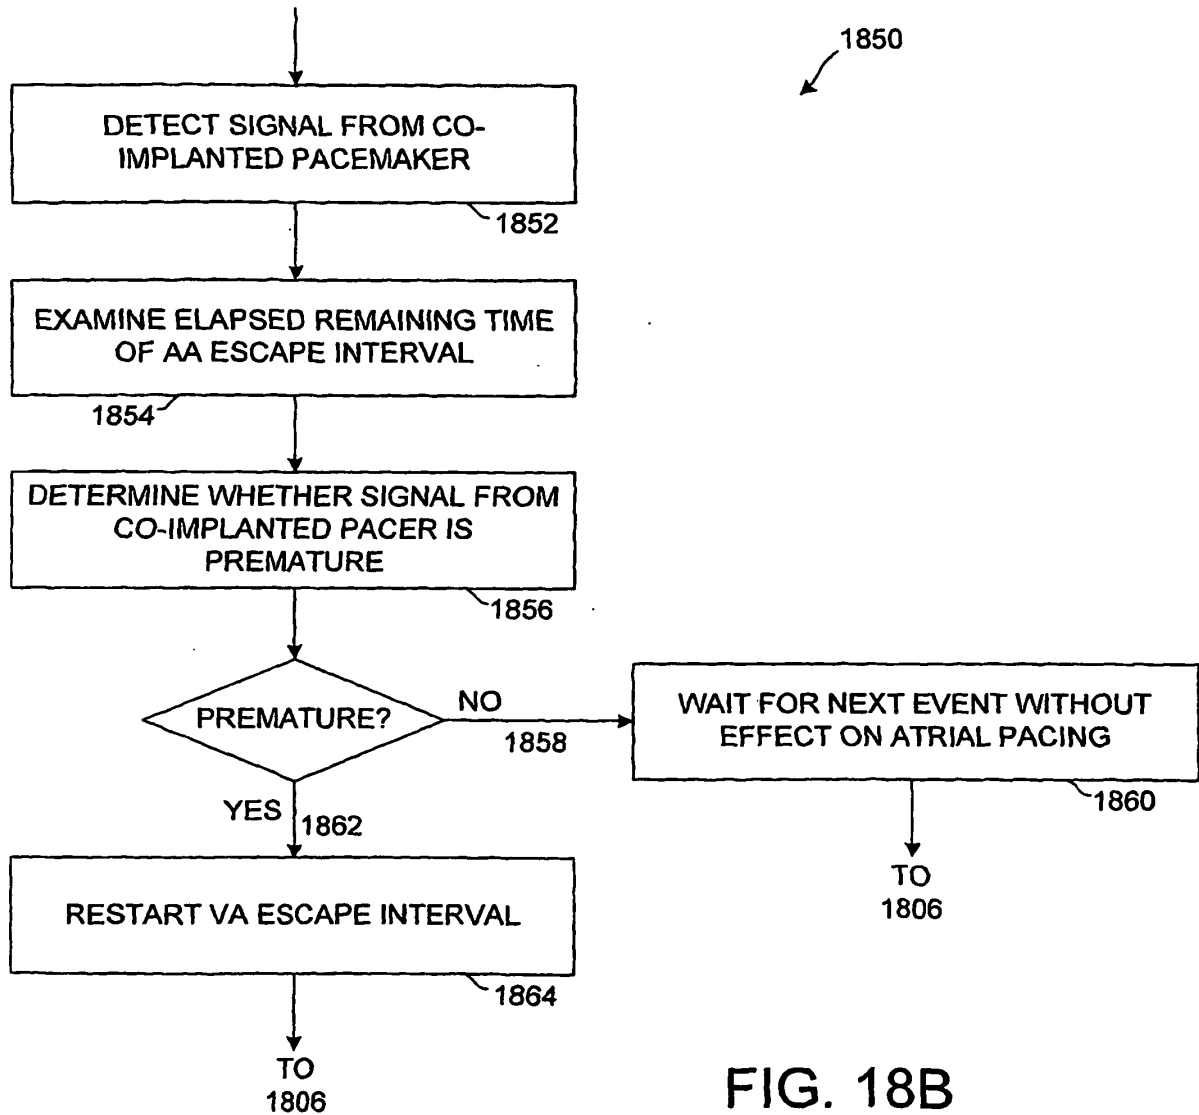 1850
DETECT SIGNAL FROM CO-
IMPLANTED PACEMAKER
1852
EXAMINE ELAPSED REMAINING TIME
OF AA ESCAPE INTERVAL
1854
DETERMINE WHETHER SIGNAL FROM
CO-IMPLANTED PACER IS
PREMATURE
1856
PREMATURE?
NO
1858
WAIT FOR NEXT EVENT WITHOUT
EFFECT ON ATRIAL PACING
1860
TO
1806
YES
1862
RESTART VA ESCAPE INTERVAL
1864
TO
1806
FIG. 18B